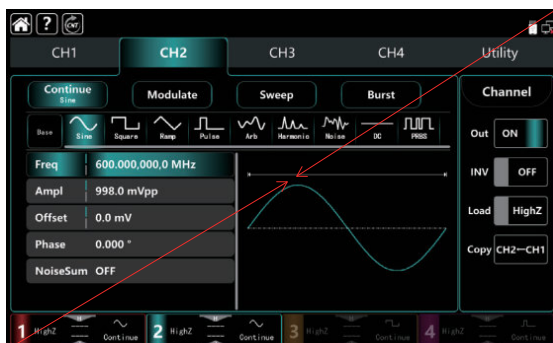 ? CNT
CH1 CH2 CH3 CH4 Utility
Continue Modulate Sweep Burst Channel
Sine
Base Sine Square Ramp Pulse Arb Harmonic Noise DC PRBS
Out ON
Freq 600.000,000,0 MHz
INV OFF
Ampl 998.0 mVpp
Offset 0.0 mV
Load HighZ
Phase 0.000 °
Copy CH2←CH1
NoiseSum OFF
1 HighZ Continue 2 HighZ Continue 3 HighZ Continue 4 HighZ Continue